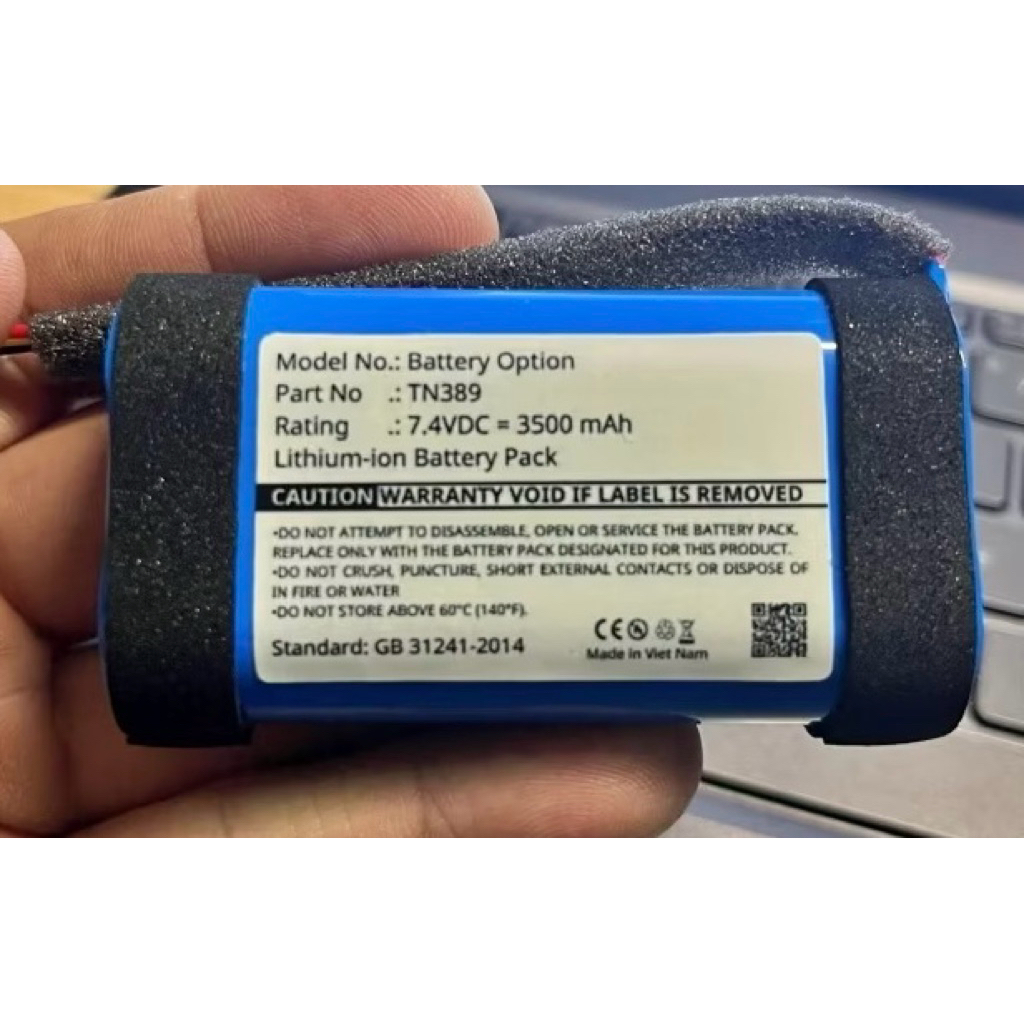 Model No.: Battery Option
Part No .: TN389
Rating .: 7.4VDC = 3500 mAh
Lithium-ion Battery Pack
CAUTION WARRANTY VOID IF LABEL IS REMOVED
•DO NOT ATTEMPT TO DISASSEMBLE, OPEN OR SERVICE THE BATTERY PACK.
REPLACE ONLY WITH THE BATTERY PACK DESIGNATED FOR THIS PRODUCT.
•DO NOT CRUSH, PUNCTURE, SHORT EXTERNAL CONTACTS OR DISPOSE OF
IN FIRE OR WATER
•DO NOT STORE ABOVE 60°C (140°F).
Standard: GB 31241-2014
CE
Made in Viet Nam